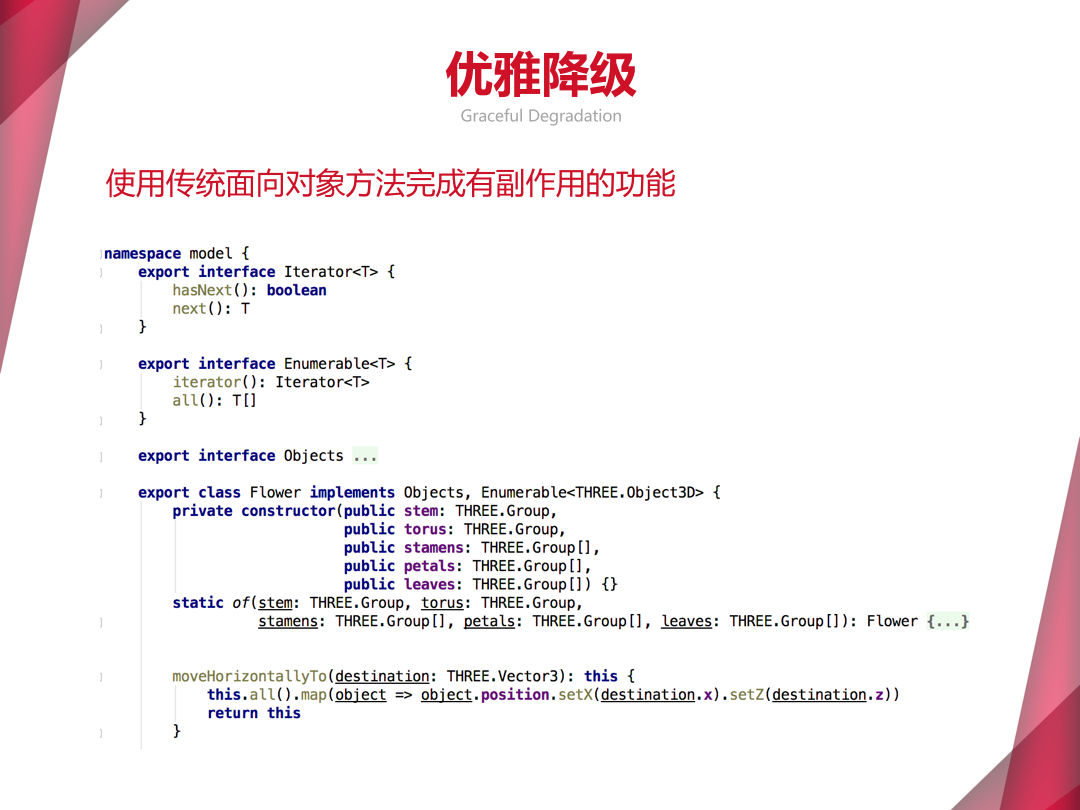 优雅降级
Graceful Degradation
使用传统面向对象方法完成有副作用的功能
namespace model {
    export interface Iterator<T> {
        hasNext(): boolean
        next(): T
    }
    export interface Enumerable<T> {
        iterator(): Iterator<T>
        all(): T[]
    }
    export interface Objects ...
    export class Flower implements Objects, Enumerable<THREE.Object3D> {
        private constructor(public stem: THREE.Group,
                            public torus: THREE.Group,
                            public stamens: THREE.Group[],
                            public petals: THREE.Group[],
                            public leaves: THREE.Group[]) {}
        static of(stem: THREE.Group, torus: THREE.Group,
                  stamens: THREE.Group[], petals: THREE.Group[], leaves: THREE.Group[]): Flower {...}
        moveHorizontallyTo(destination: THREE.Vector3): this {
            this.all().map(object => object.position.setX(destination.x).setZ(destination.z))
            return this
        }